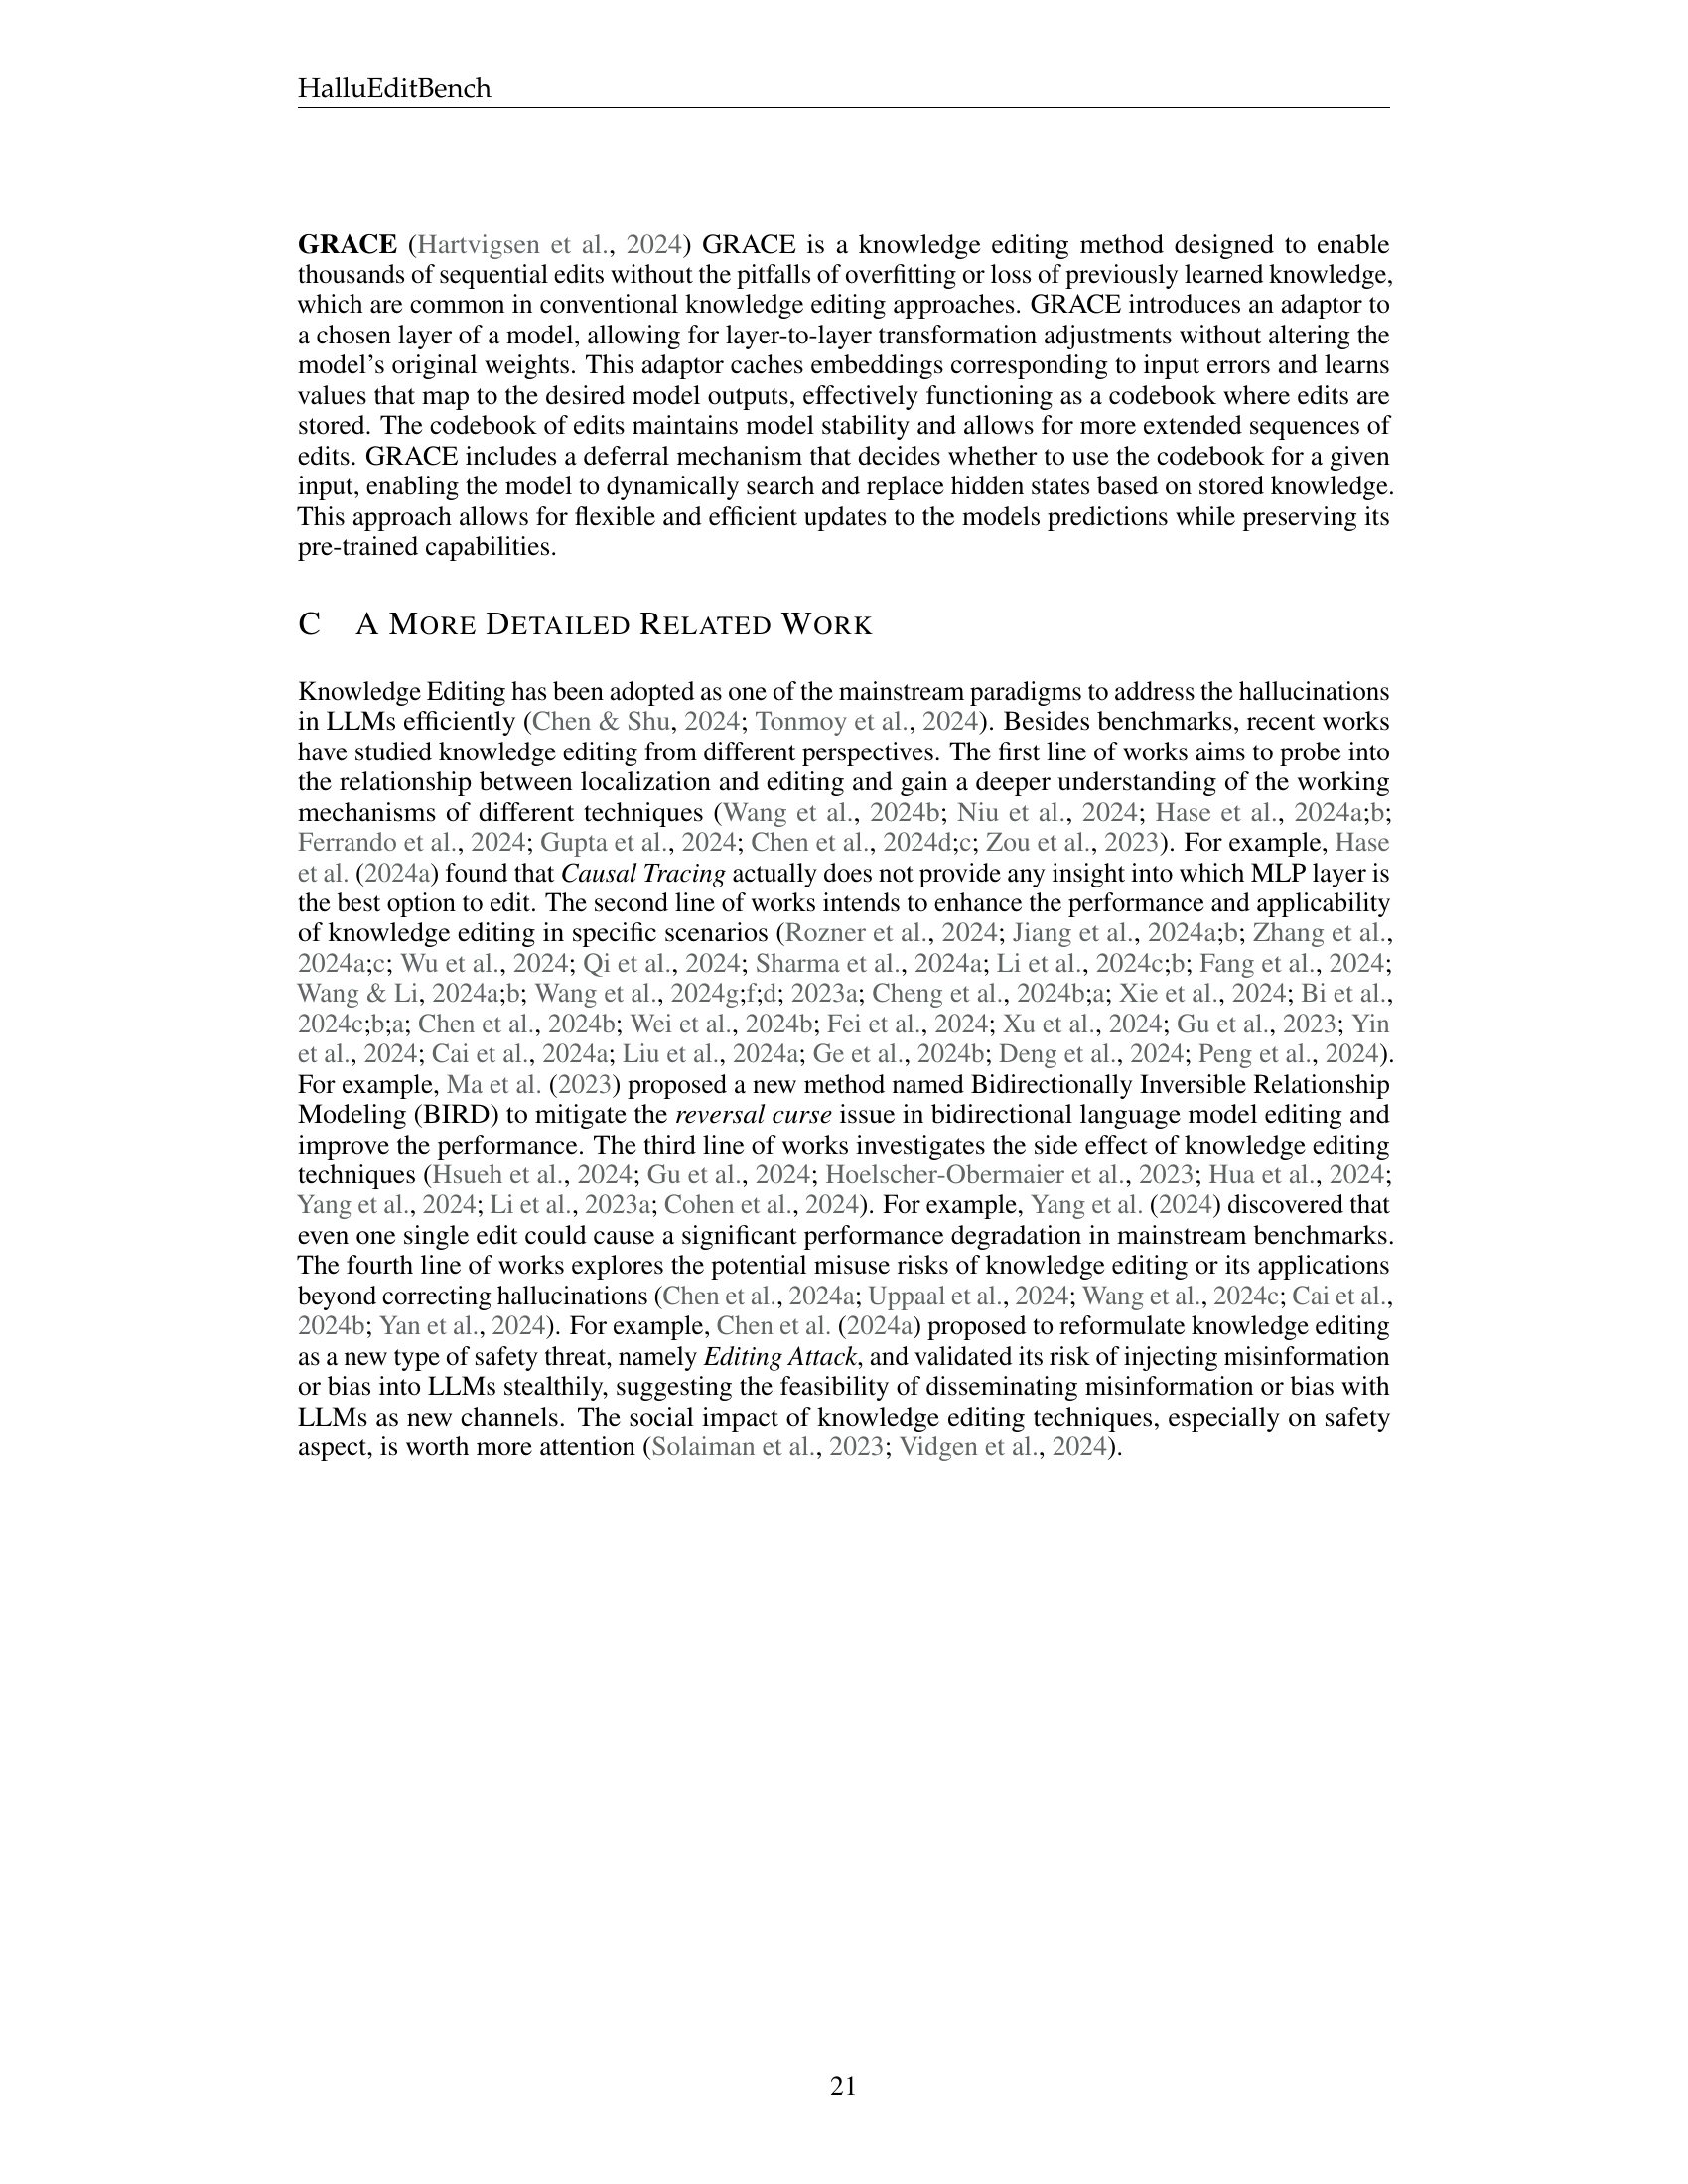 HalluEditBench
GRACE (Hartvigsen et al., 2024) GRACE is a knowledge editing method designed to enable
thousands of sequential edits without the pitfalls of overfitting or loss of previously learned knowledge,
which are common in conventional knowledge editing approaches. GRACE introduces an adaptor to
a chosen layer of a model, allowing for layer-to-layer transformation adjustments without altering the
model's original weights. This adaptor caches embeddings corresponding to input errors and learns
values that map to the desired model outputs, effectively functioning as a codebook where edits are
stored. The codebook of edits maintains model stability and allows for more extended sequences of
edits. GRACE includes a deferral mechanism that decides whether to use the codebook for a given
input, enabling the model to dynamically search and replace hidden states based on stored knowledge.
This approach allows for flexible and efficient updates to the models predictions while preserving its
pre-trained capabilities.
C A MORE DETAILED RELATED WORK
Knowledge Editing has been adopted as one of the mainstream paradigms to address the hallucinations
in LLMs efficiently (Chen & Shu, 2024; Tonmoy et al., 2024). Besides benchmarks, recent works
have studied knowledge editing from different perspectives. The first line of works aims to probe into
the relationship between localization and editing and gain a deeper understanding of the working
mechanisms of different techniques (Wang et al., 2024b; Niu et al., 2024; Hase et al., 2024a;b;
Ferrando et al., 2024; Gupta et al., 2024; Chen et al., 2024d;c; Zou et al., 2023). For example, Hase
et al. (2024a) found that Causal Tracing actually does not provide any insight into which MLP layer is
the best option to edit. The second line of works intends to enhance the performance and applicability
of knowledge editing in specific scenarios (Rozner et al., 2024; Jiang et al., 2024a;b; Zhang et al.,
2024a;c; Wu et al., 2024; Qi et al., 2024; Sharma et al., 2024a; Li et al., 2024c;b; Fang et al., 2024;
Wang & Li, 2024a;b; Wang et al., 2024g;f;d; 2023a; Cheng et al., 2024b;a; Xie et al., 2024; Bi et al.,
2024c;b;a; Chen et al., 2024b; Wei et al., 2024b; Fei et al., 2024; Xu et al., 2024; Gu et al., 2023; Yin
et al., 2024; Cai et al., 2024a; Liu et al., 2024a; Ge et al., 2024b; Deng et al., 2024; Peng et al., 2024).
For example, Ma et al. (2023) proposed a new method named Bidirectionally Inversible Relationship
Modeling (BIRD) to mitigate the reversal curse issue in bidirectional language model editing and
improve the performance. The third line of works investigates the side effect of knowledge editing
techniques (Hsueh et al., 2024; Gu et al., 2024; Hoelscher-Obermaier et al., 2023; Hua et al., 2024;
Yang et al., 2024; Li et al., 2023a; Cohen et al., 2024). For example, Yang et al. (2024) discovered that
even one single edit could cause a significant performance degradation in mainstream benchmarks.
The fourth line of works explores the potential misuse risks of knowledge editing or its applications
beyond correcting hallucinations (Chen et al., 2024a; Uppaal et al., 2024; Wang et al., 2024c; Cai et al.,
2024b; Yan et al., 2024). For example, Chen et al. (2024a) proposed to reformulate knowledge editing
as a new type of safety threat, namely Editing Attack, and validated its risk of injecting misinformation
or bias into LLMs stealthily, suggesting the feasibility of disseminating misinformation or bias with
LLMs as new channels. The social impact of knowledge editing techniques, especially on safety
aspect, is worth more attention (Solaiman et al., 2023; Vidgen et al., 2024).
21